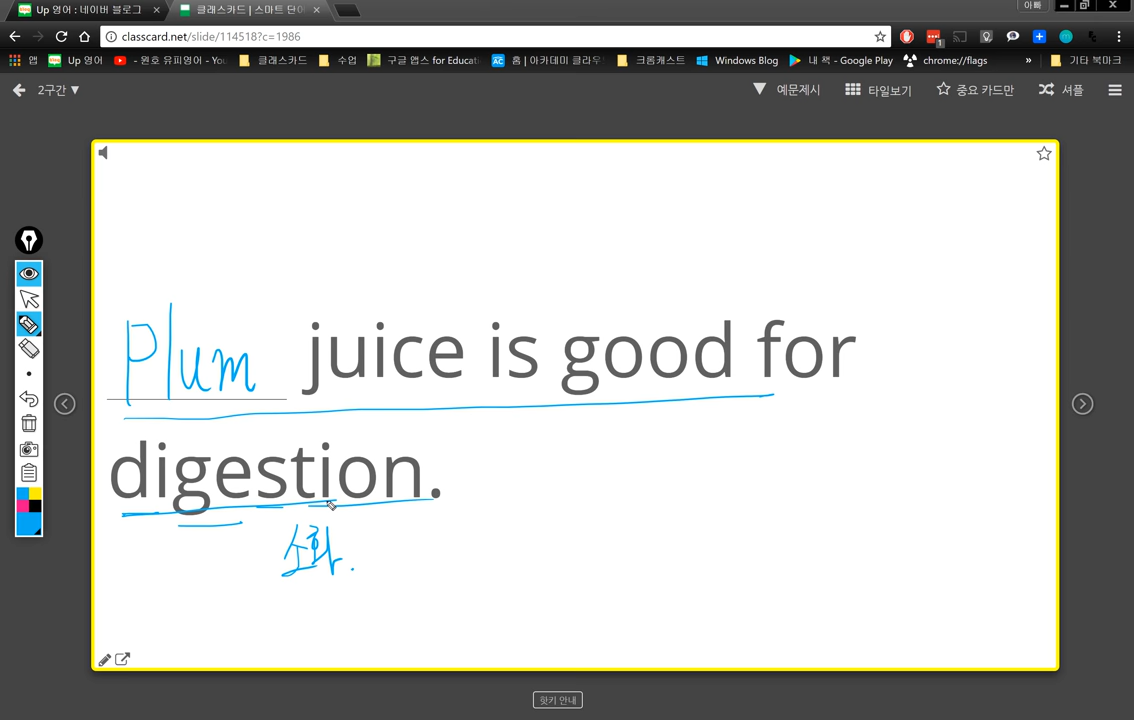 Up 영어 : 네이버 블로그
클래스카드 | 스마트 단어
아빠
classcard.net/slide/114518?c=1986
앱
Up 영어
- 원호 유피영어 - You
클래스카드
수업
구글 앱스 for Educati
홈 | 아카데미 클라우
크롬캐스트
Windows Blog
내 책 - Google Play
chrome://flags
»
기타 북마크
2구간 ▼
▼ 예문제시
타일보기
중요 카드만
셔플
Plum juice is good for
digestion.
소화.
핫키 안내